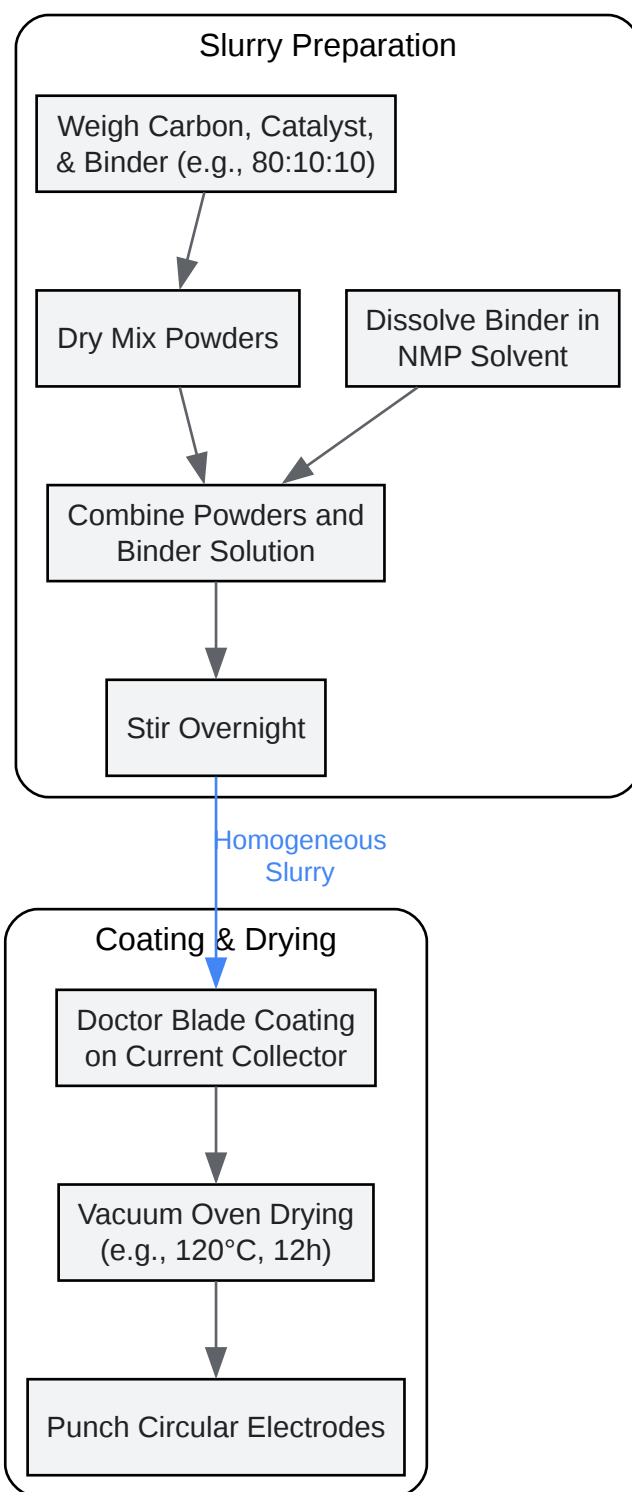 Slurry Preparation
Weigh Carbon, Catalyst,
& Binder (e.g., 80:10:10)
Dry Mix Powders
Dissolve Binder in
NMP Solvent
Combine Powders and
Binder Solution
Stir Overnight
Homogeneous
Slurry
Coating & Drying
Doctor Blade Coating
on Current Collector
Vacuum Oven Drying
(e.g., 120°C, 12h)
Punch Circular Electrodes